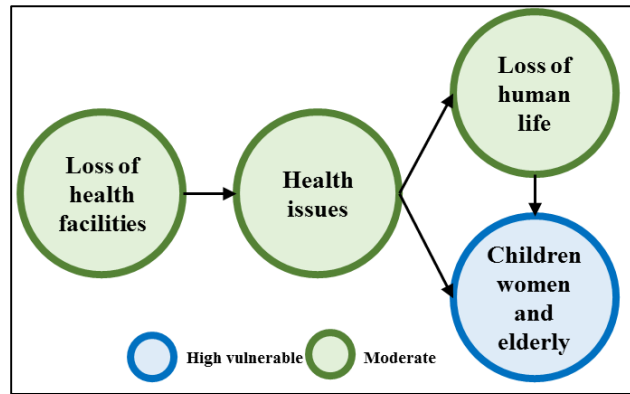 Loss of
health
facilities
Health
issues
Loss of
human
life
Children
women
and
elderly
High vulnerable
Moderate